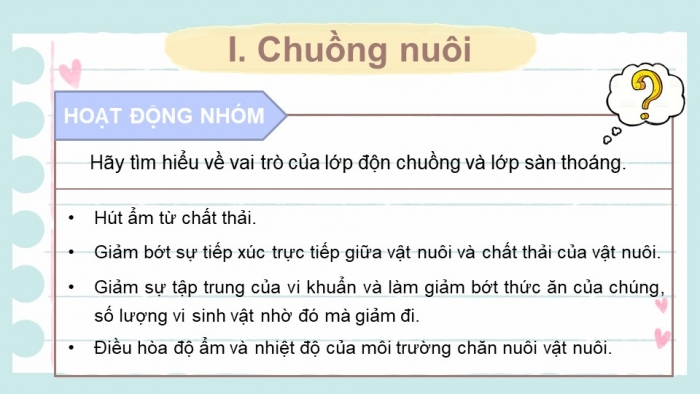 I. Chuồng nuôi
HOẠT ĐỘNG NHÓM
Hãy tìm hiểu về vai trò của lớp độn chuồng và lớp sàn thoáng.
• Hút ẩm từ chất thải.
• Giảm bớt sự tiếp xúc trực tiếp giữa vật nuôi và chất thải của vật nuôi.
• Giảm sự tập trung của vi khuẩn và làm giảm bớt thức ăn của chúng,
số lượng vi sinh vật nhờ đó mà giảm đi.
• Điều hòa độ ẩm và nhiệt độ của môi trường chăn nuôi vật nuôi.